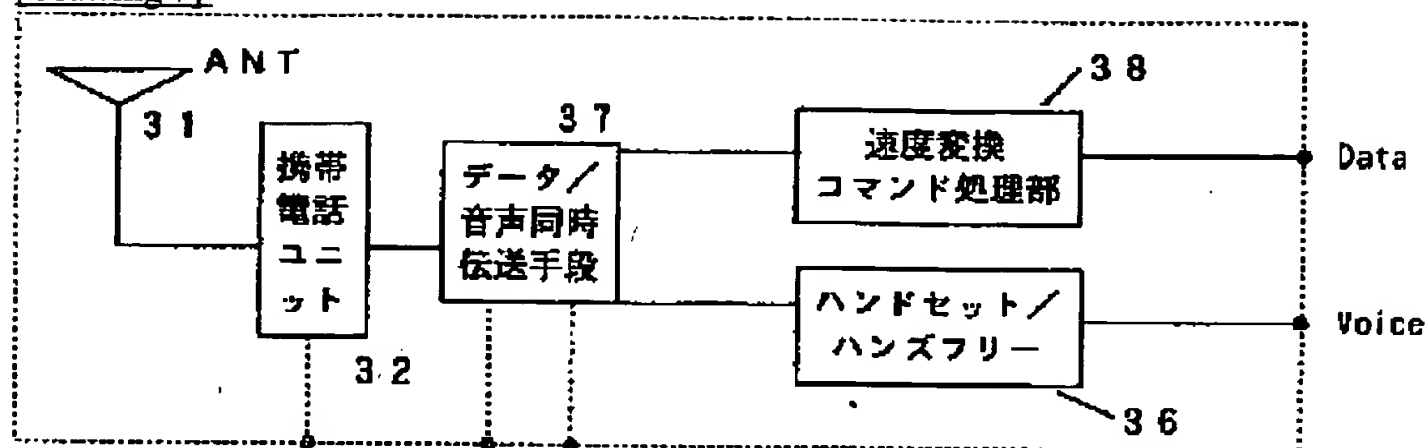 ANT
31
携帯
電話
ユニ
ット
32
37
データ/
音声同時
伝送手段
38
速度変換
コマンド処理部
Data
ハンドセット/
ハンズフリー
36
Voice